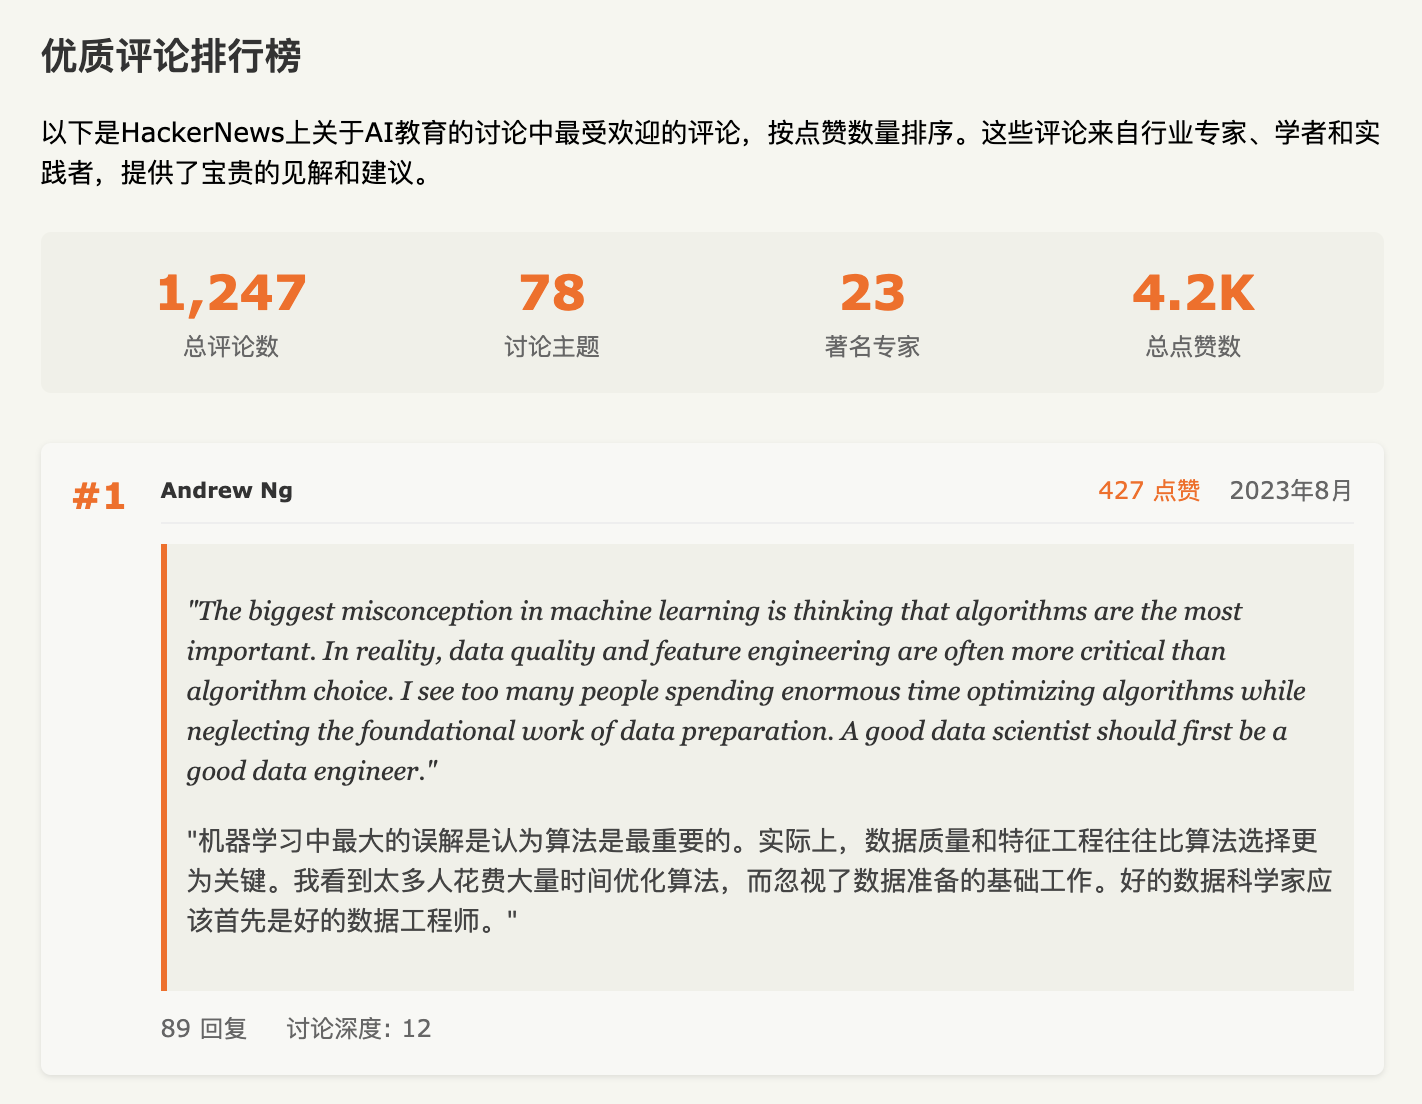 优质评论排行榜
以下是HackerNews上关于AI教育的讨论中最受欢迎的评论，按点赞数量排序。这些评论来自行业专家、学者和实
践者，提供了宝贵的见解和建议。
1,247
总评论数
78
讨论主题
23
著名专家
4.2K
总点赞数
#1
Andrew Ng
427 点赞
2023年8月
"The biggest misconception in machine learning is thinking that algorithms are the most
important. In reality, data quality and feature engineering are often more critical than
algorithm choice. I see too many people spending enormous time optimizing algorithms while
neglecting the foundational work of data preparation. A good data scientist should first be a
good data engineer."
"机器学习中最大的误解是认为算法是最重要的。实际上，数据质量和特征工程往往比算法选择更
为关键。我看到太多人花费大量时间优化算法，而忽视了数据准备的基础工作。好的数据科学家应
该首先是好的数据工程师。"
89 回复
讨论深度: 12